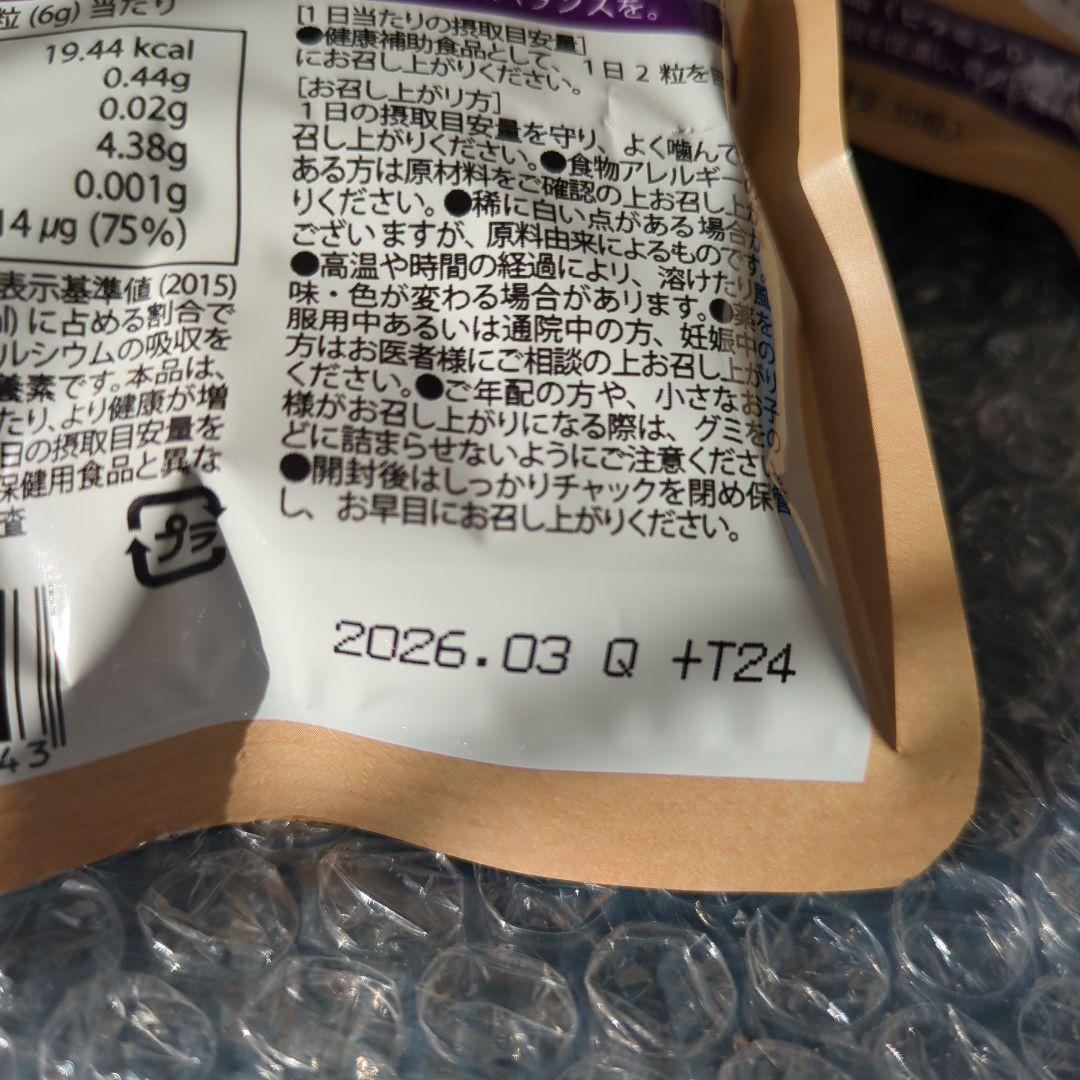 バランスを。
粒 (6g) 当たり
19.44 kcal
0.44g
0.02g
4.38g
0.001g
14 μg (75%)
表示基準値 (2015)
に占める割合で
ルシウムの吸収を
養素です。本品は、
たり、より健康が増
日の摂取目安量を
保健用食品と異な
査
プラ
43
[1日当たりの摂取目安量]
●健康補助食品として、1日2粒を目
にお召し上がりください。
[お召し上がり方]
1日の摂取目安量を守り、よく噛んで
召し上がりください。●食物アレルギーの
ある方は原材料をご確認の上お召し上が
りください。●稀に白い点がある場合が
ございますが、原料由来によるものです。
●高温や時間の経過により、溶けたり風
味・色が変わる場合があります。●薬を
服用中あるいは通院中の方、妊娠中の
方はお医者様にご相談の上お召し上がり
ください。●ご年配の方や、小さなお子
様がお召し上がりになる際は、グミをの
どに詰まらせないようにご注意ください。
●開封後はしっかりチャックを閉め保管
し、お早目にお召し上がりください。
2026.03 Q +T24
30粒入